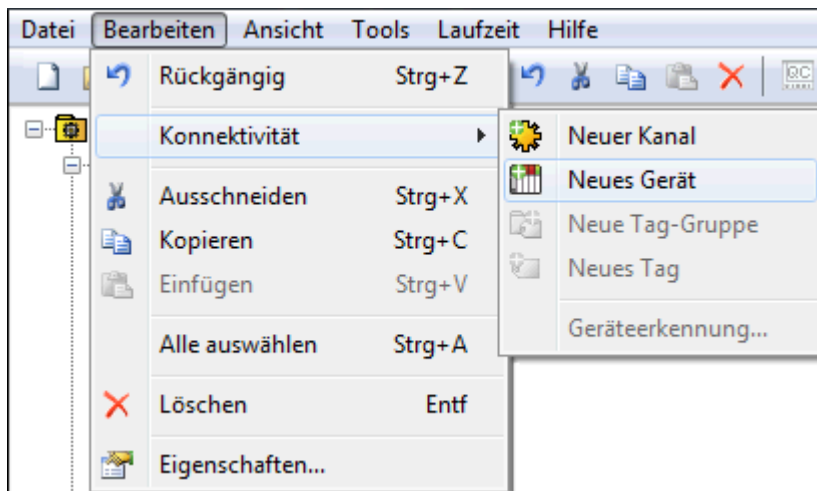 Datei Bearbeiten Ansicht Tools Laufzeit Hilfe
Rückgängig Strg+Z
Konnektivität
Ausschneiden Strg+X
Kopieren Strg+C
Einfügen Strg+V
Alle auswählen Strg+A
Löschen Entf
Eigenschaften...
QC
Neuer Kanal
Neues Gerät
Neue Tag-Gruppe
Neues Tag
Geräteerkennung...